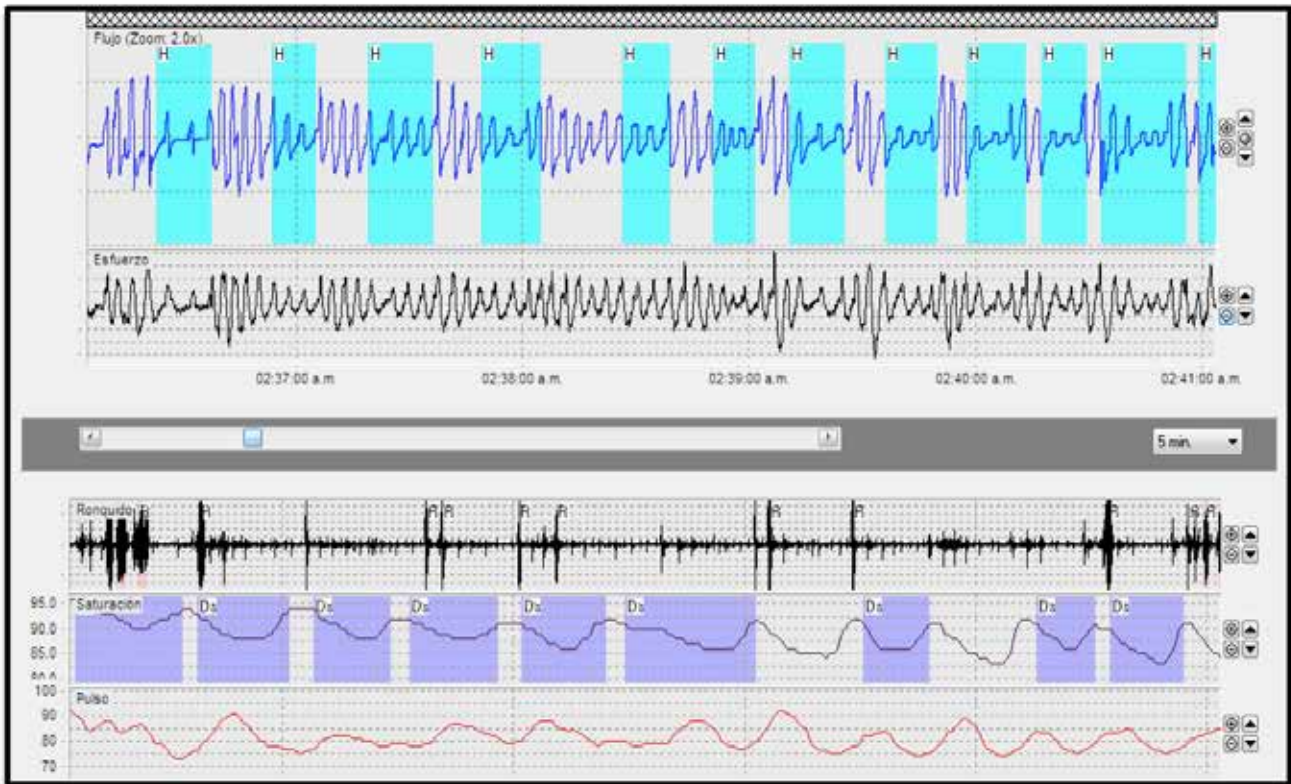 Flujo (Zoom: 2.0x)
H H H H H H H H H H H H
Esfuerzo
02:37:00 a.m. 02:38:00 a.m. 02:39:00 a.m. 02:40:00 a.m. 02:41:00 a.m.
5 min.
Ronquido R R R R R R R R R R R
95.0 Saturación Ds Ds Ds Ds Ds Ds Ds Ds
90.0
85.0
100 Pulso
90
80
70